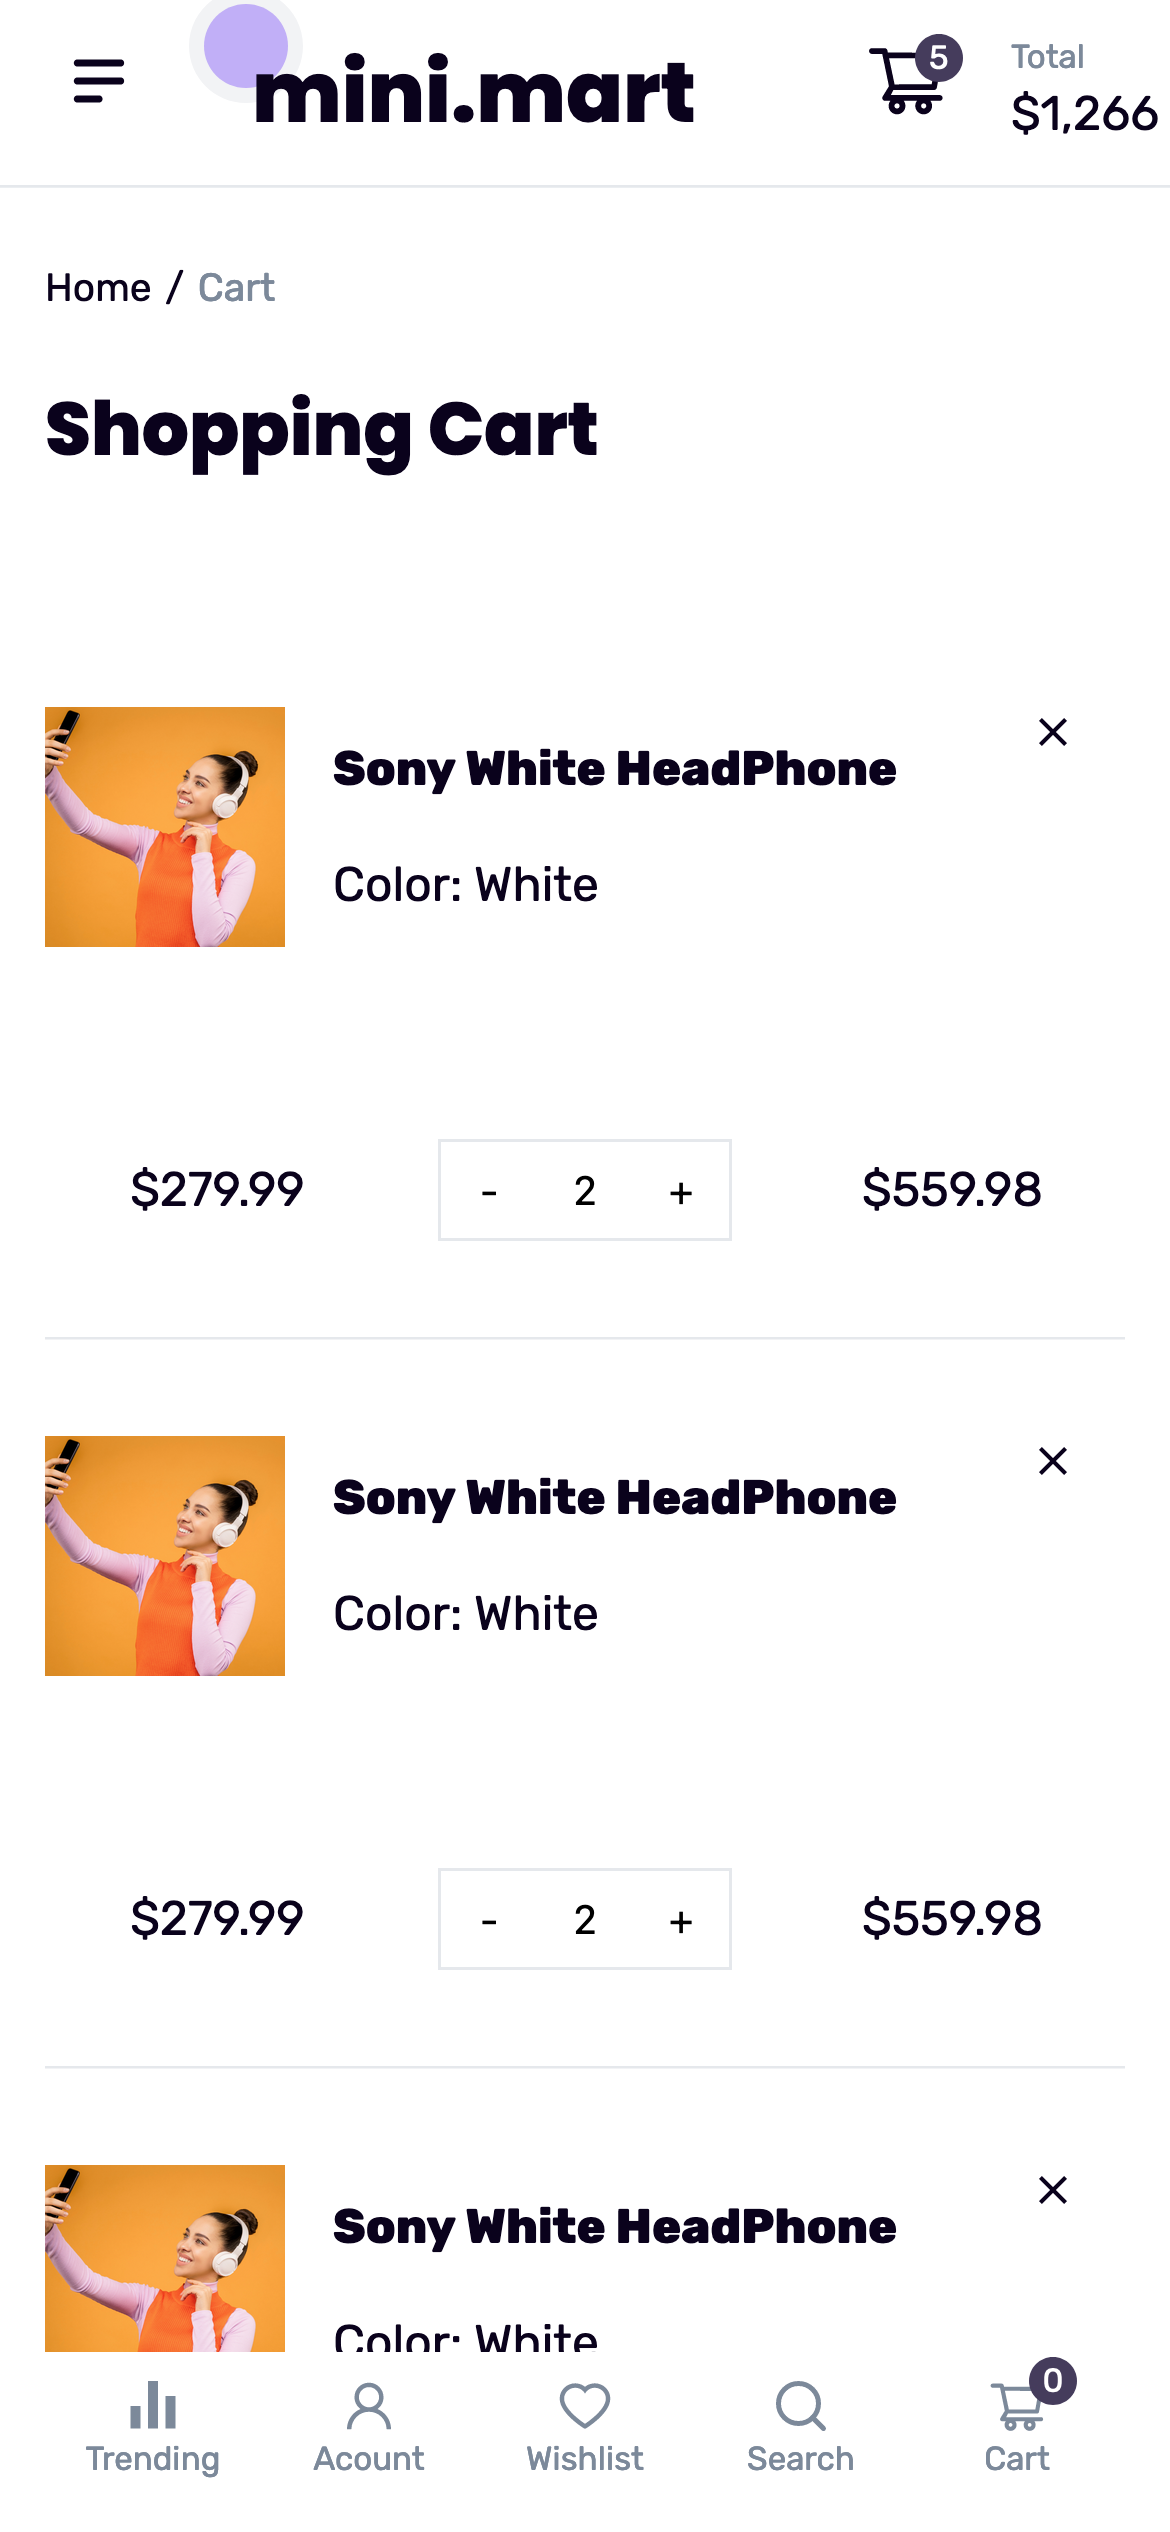 mini.mart
5
Total
$1,266
Home / Cart
Shopping Cart
Sony White HeadPhone
Color: White
$279.99 - 2 + $559.98
Sony White HeadPhone
Color: White
$279.99 - 2 + $559.98
Sony White HeadPhone
Color: White
0
Trending Acount Wishlist Search Cart